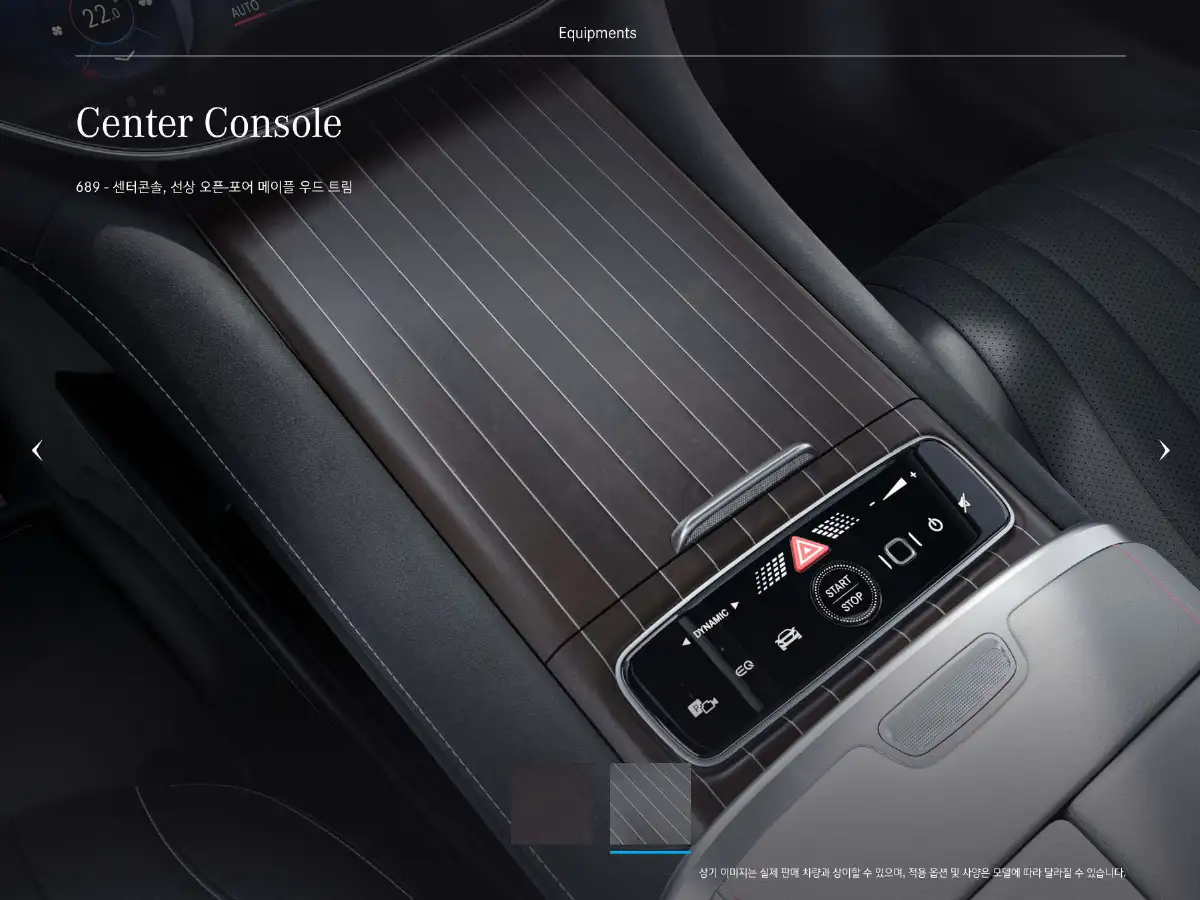 22.0
AUTO
Equipments
Center Console
689 - 센터콘솔, 선상 오픈-포어 메이플 우드 트림
DYNAMIC
START
STOP
EQ
P
상기 이미지는 실제 판매 차량과 상이할 수 있으며, 적용 옵션 및 사양은 모델에 따라 달라질 수 있습니다.